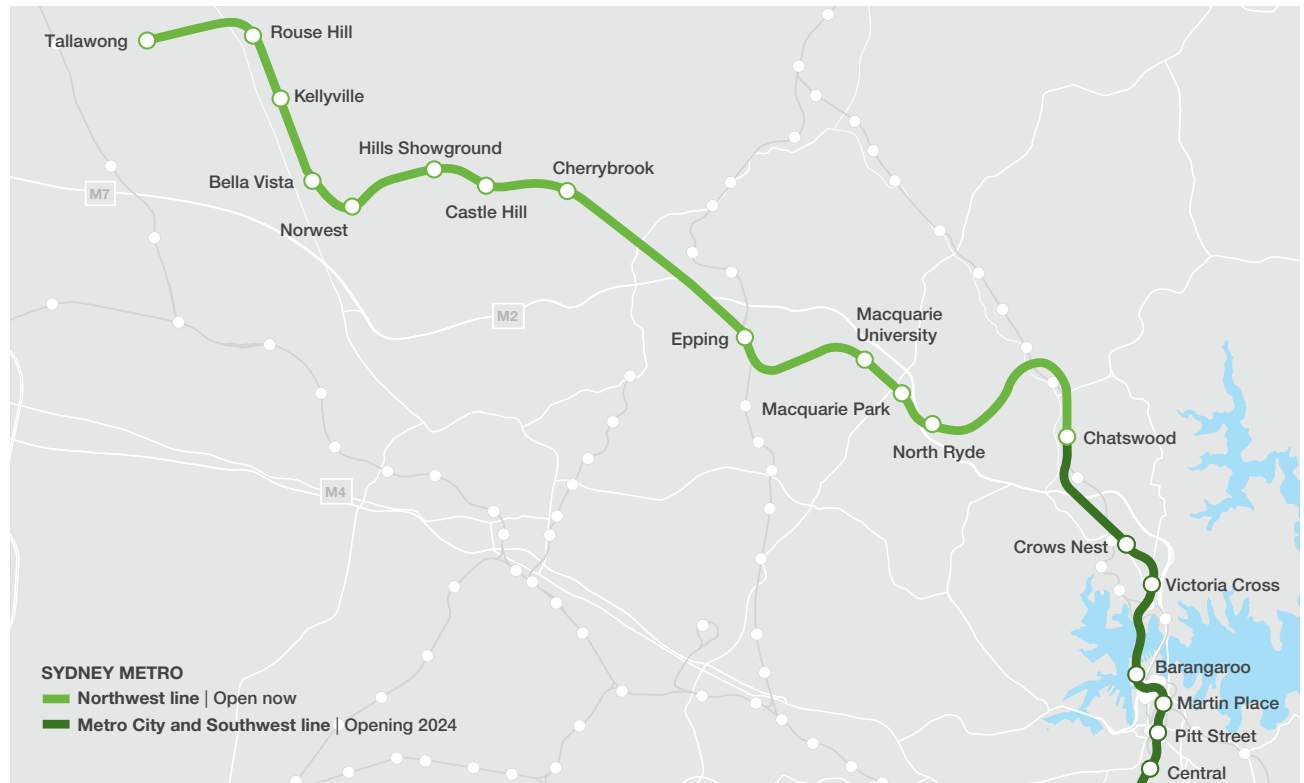 Tallawong
Rouse Hill
Kellyville
Hills Showground
Cherrybrook
Bella Vista
M7
Castle Hill
Norwest
M2
Macquarie
University
Epping
Macquarie Park
North Ryde
Chatswood
M4
Crows Nest
Victoria Cross
Barangaroo
Martin Place
Pitt Street
Central
SYDNEY METRO
Northwest line | Open now
Metro City and Southwest line | Opening 2024